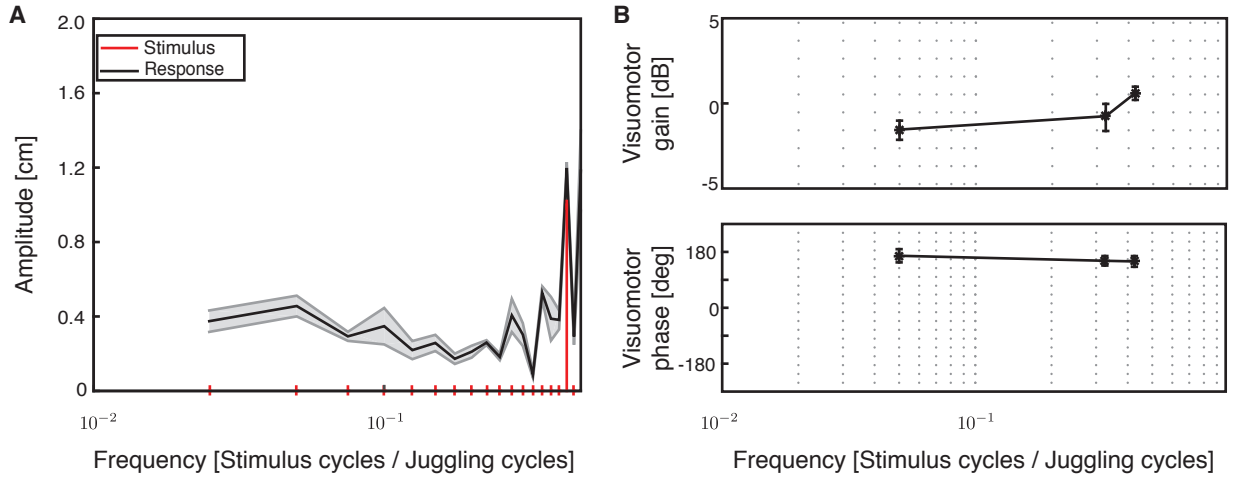 A
2.0
1.6
1.2
0.8
0.4
0
Stimulus
Response
Amplitude [cm]
10⁻²
10⁻¹
Frequency [Stimulus cycles / Juggling cycles]
B
5
0
-5
Visuomotor
gain [dB]
180
0
-180
Visuomotor
phase [deg]
10⁻²
10⁻¹
Frequency [Stimulus cycles / Juggling cycles]